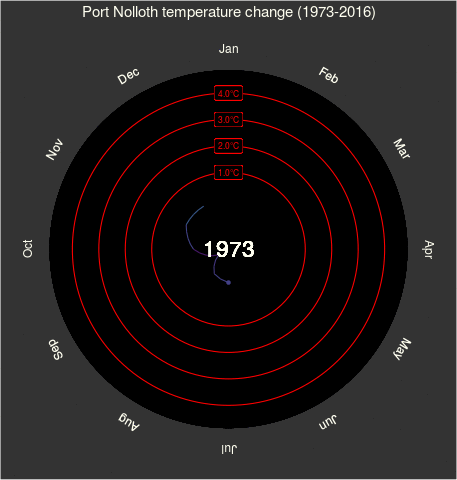 Port Nolloth temperature change (1973-2016)
Jan
Feb
Mar
Apr
May
Jun
Jul
Aug
Sep
Oct
Nov
Dec
4.0°C
3.0°C
2.0°C
1.0°C
1973